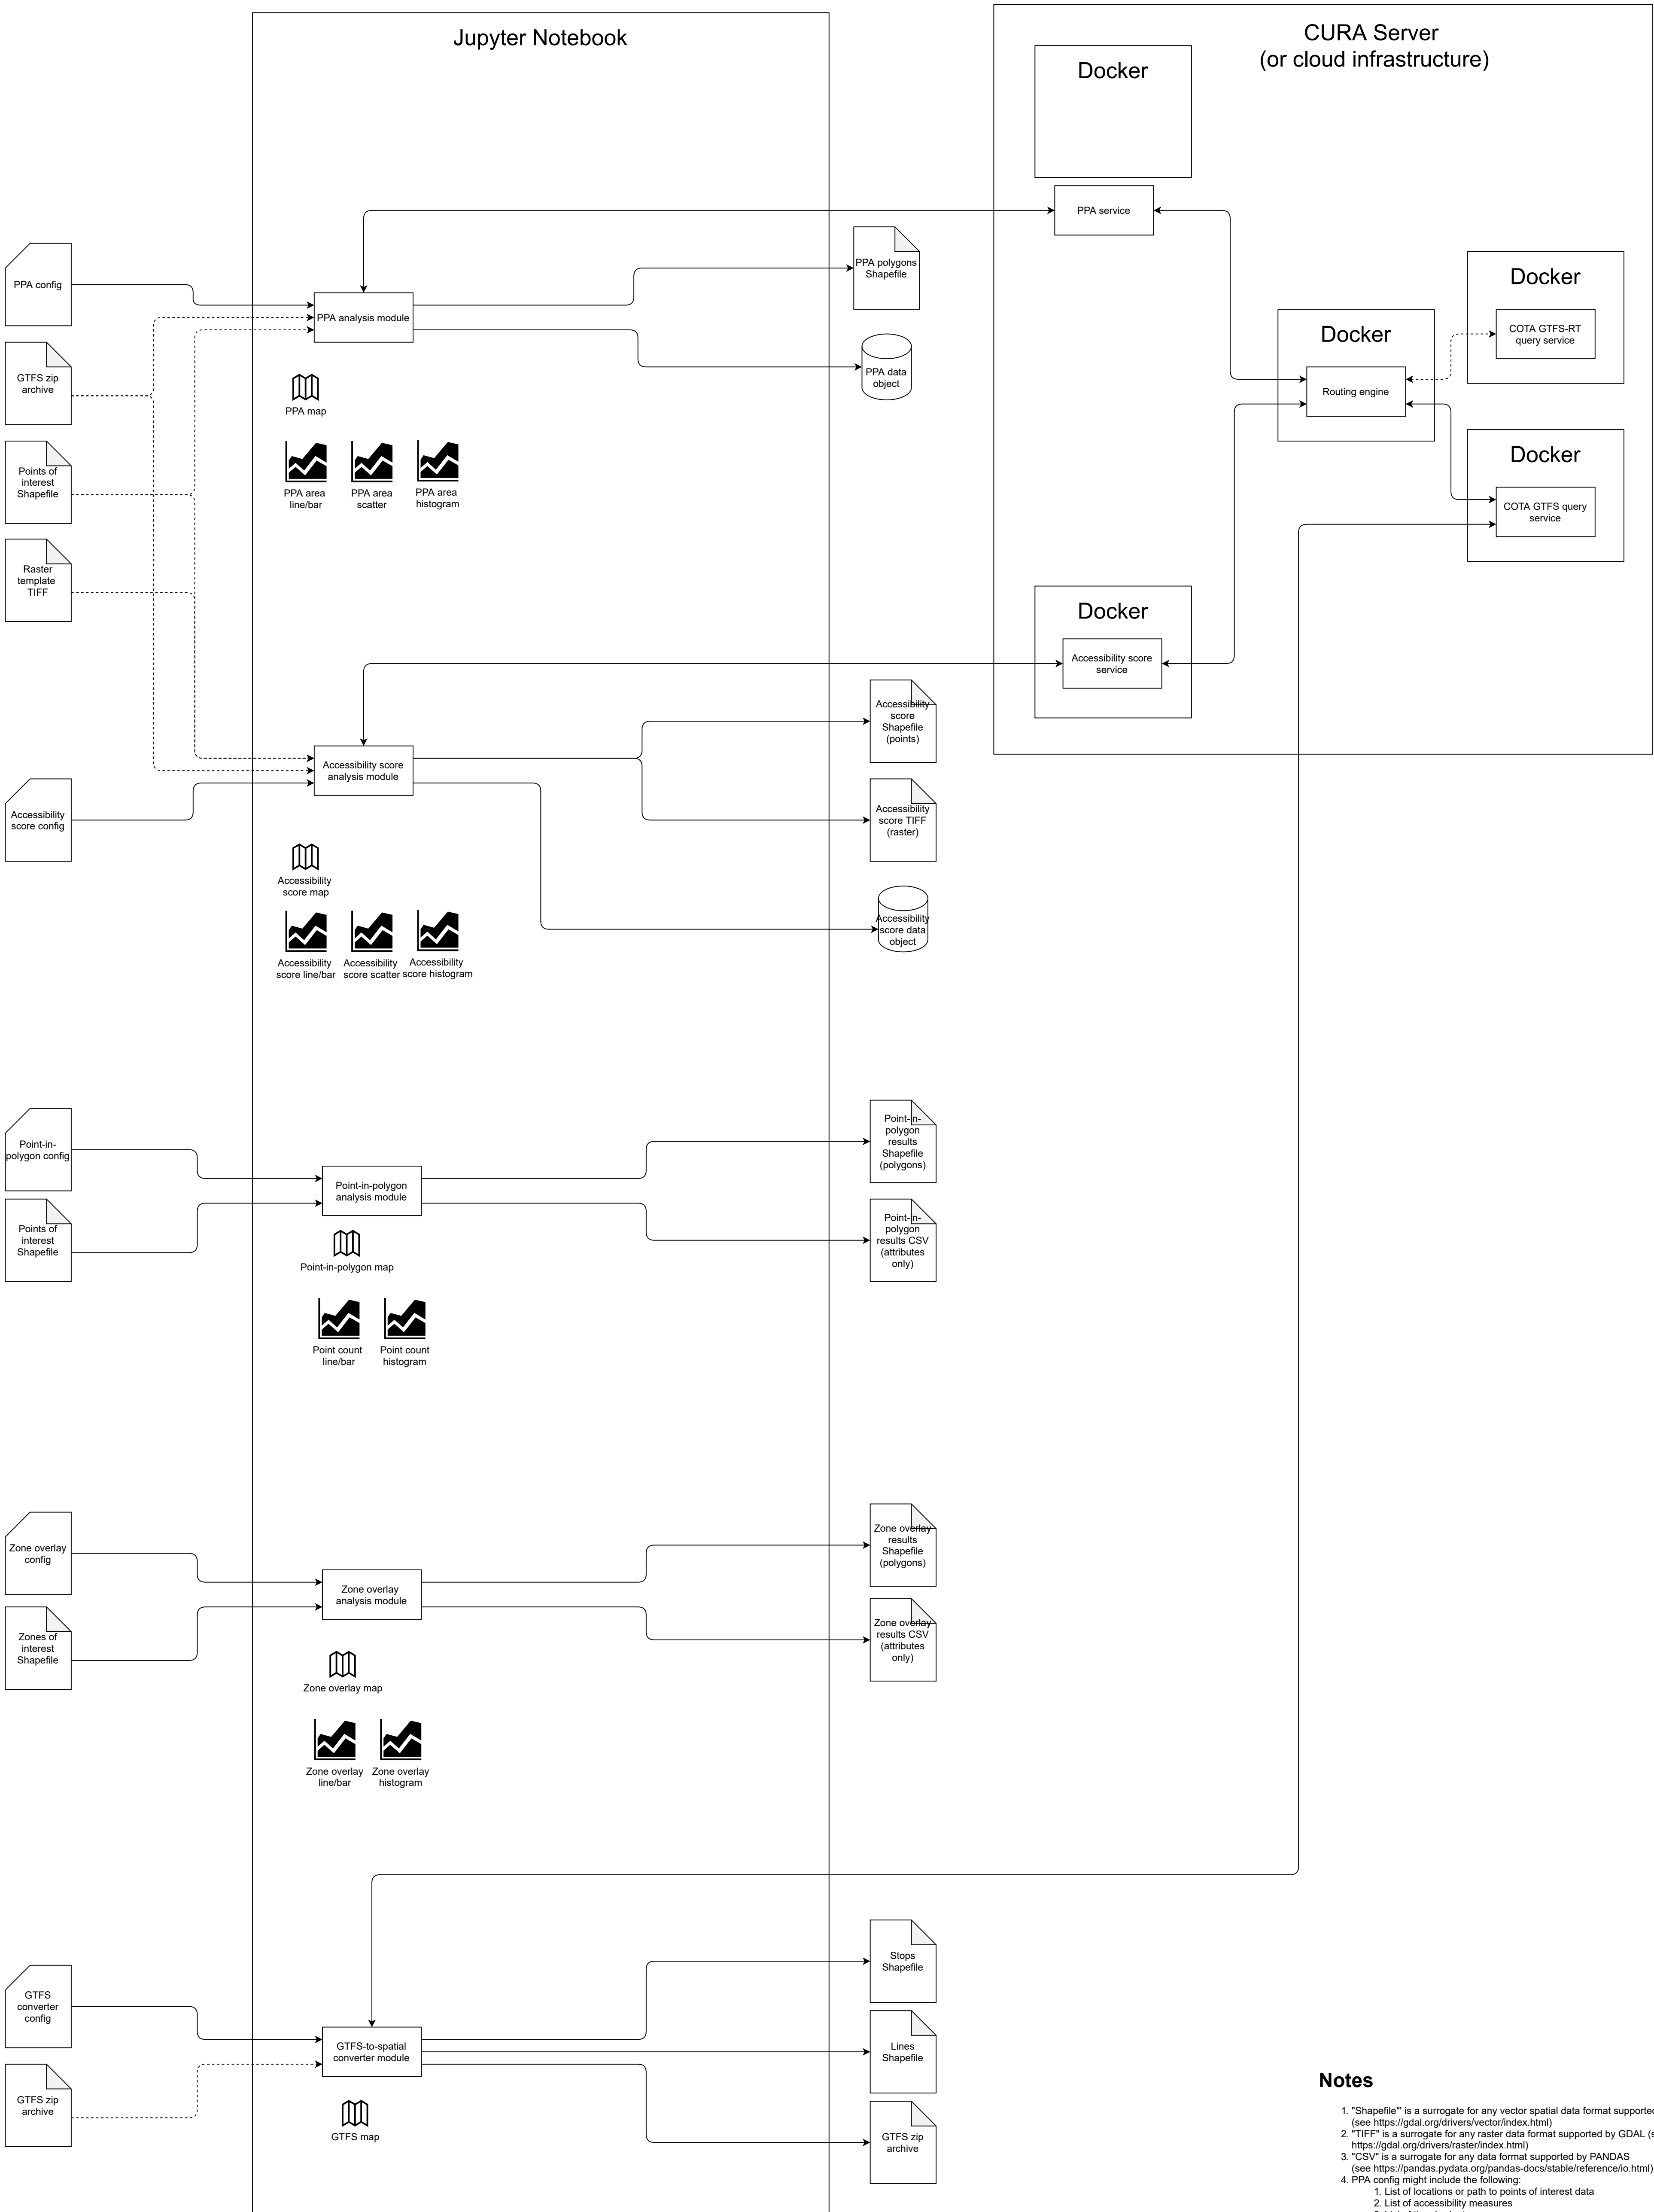 Jupyter Notebook
CURA Server
(or cloud infrastructure)
Docker
PPA service
PPA polygons
Shapefile
PPA config
PPA analysis module
PPA data
object
Docker
COTA GTFS-RT
query service
Docker
Routing engine
GTFS zip
archive
PPA map
Points of
interest
Shapefile
PPA area
line/bar
PPA area
scatter
PPA area
histogram
Docker
COTA GTFS query
service
Raster
template
TIFF
Docker
Accessibility score
service
Accessibility
score
Shapefile
(points)
Accessibility score
analysis module
Accessibility
score config
Accessibility
score TIFF
(raster)
Accessibility
score map
Accessibility
score data
object
Accessibility
score line/bar
Accessibility
score scatter
Accessibility
score histogram
Point-in-
polygon config
Point-in-
polygon
results
Shapefile
(polygons)
Point-in-polygon
analysis module
Points of
interest
Shapefile
Point-in-
polygon
results CSV
(attributes
only)
Point-in-polygon map
Point count
line/bar
Point count
histogram
Zone overlay
config
Zone overlay
results
Shapefile
(polygons)
Zone overlay
analysis module
Zones of
interest
Shapefile
Zone overlay
results CSV
(attributes
only)
Zone overlay map
Zone overlay
line/bar
Zone overlay
histogram
Stops
Shapefile
GTFS
converter
config
GTFS-to-spatial
converter module
Lines
Shapefile
GTFS zip
archive
GTFS map
GTFS zip
archive
Notes
1. "Shapefile"' is a surrogate for any vector spatial data format supported
(see https://gdal.org/drivers/vector/index.html)
2. "TIFF" is a surrogate for any raster data format supported by GDAL (s
https://gdal.org/drivers/raster/index.html)
3. "CSV" is a surrogate for any data format supported by PANDAS
(see https://pandas.pydata.org/pandas-docs/stable/reference/io.html)
4. PPA config might include the following:
1. List of locations or path to points of interest data
2. List of accessibility measures